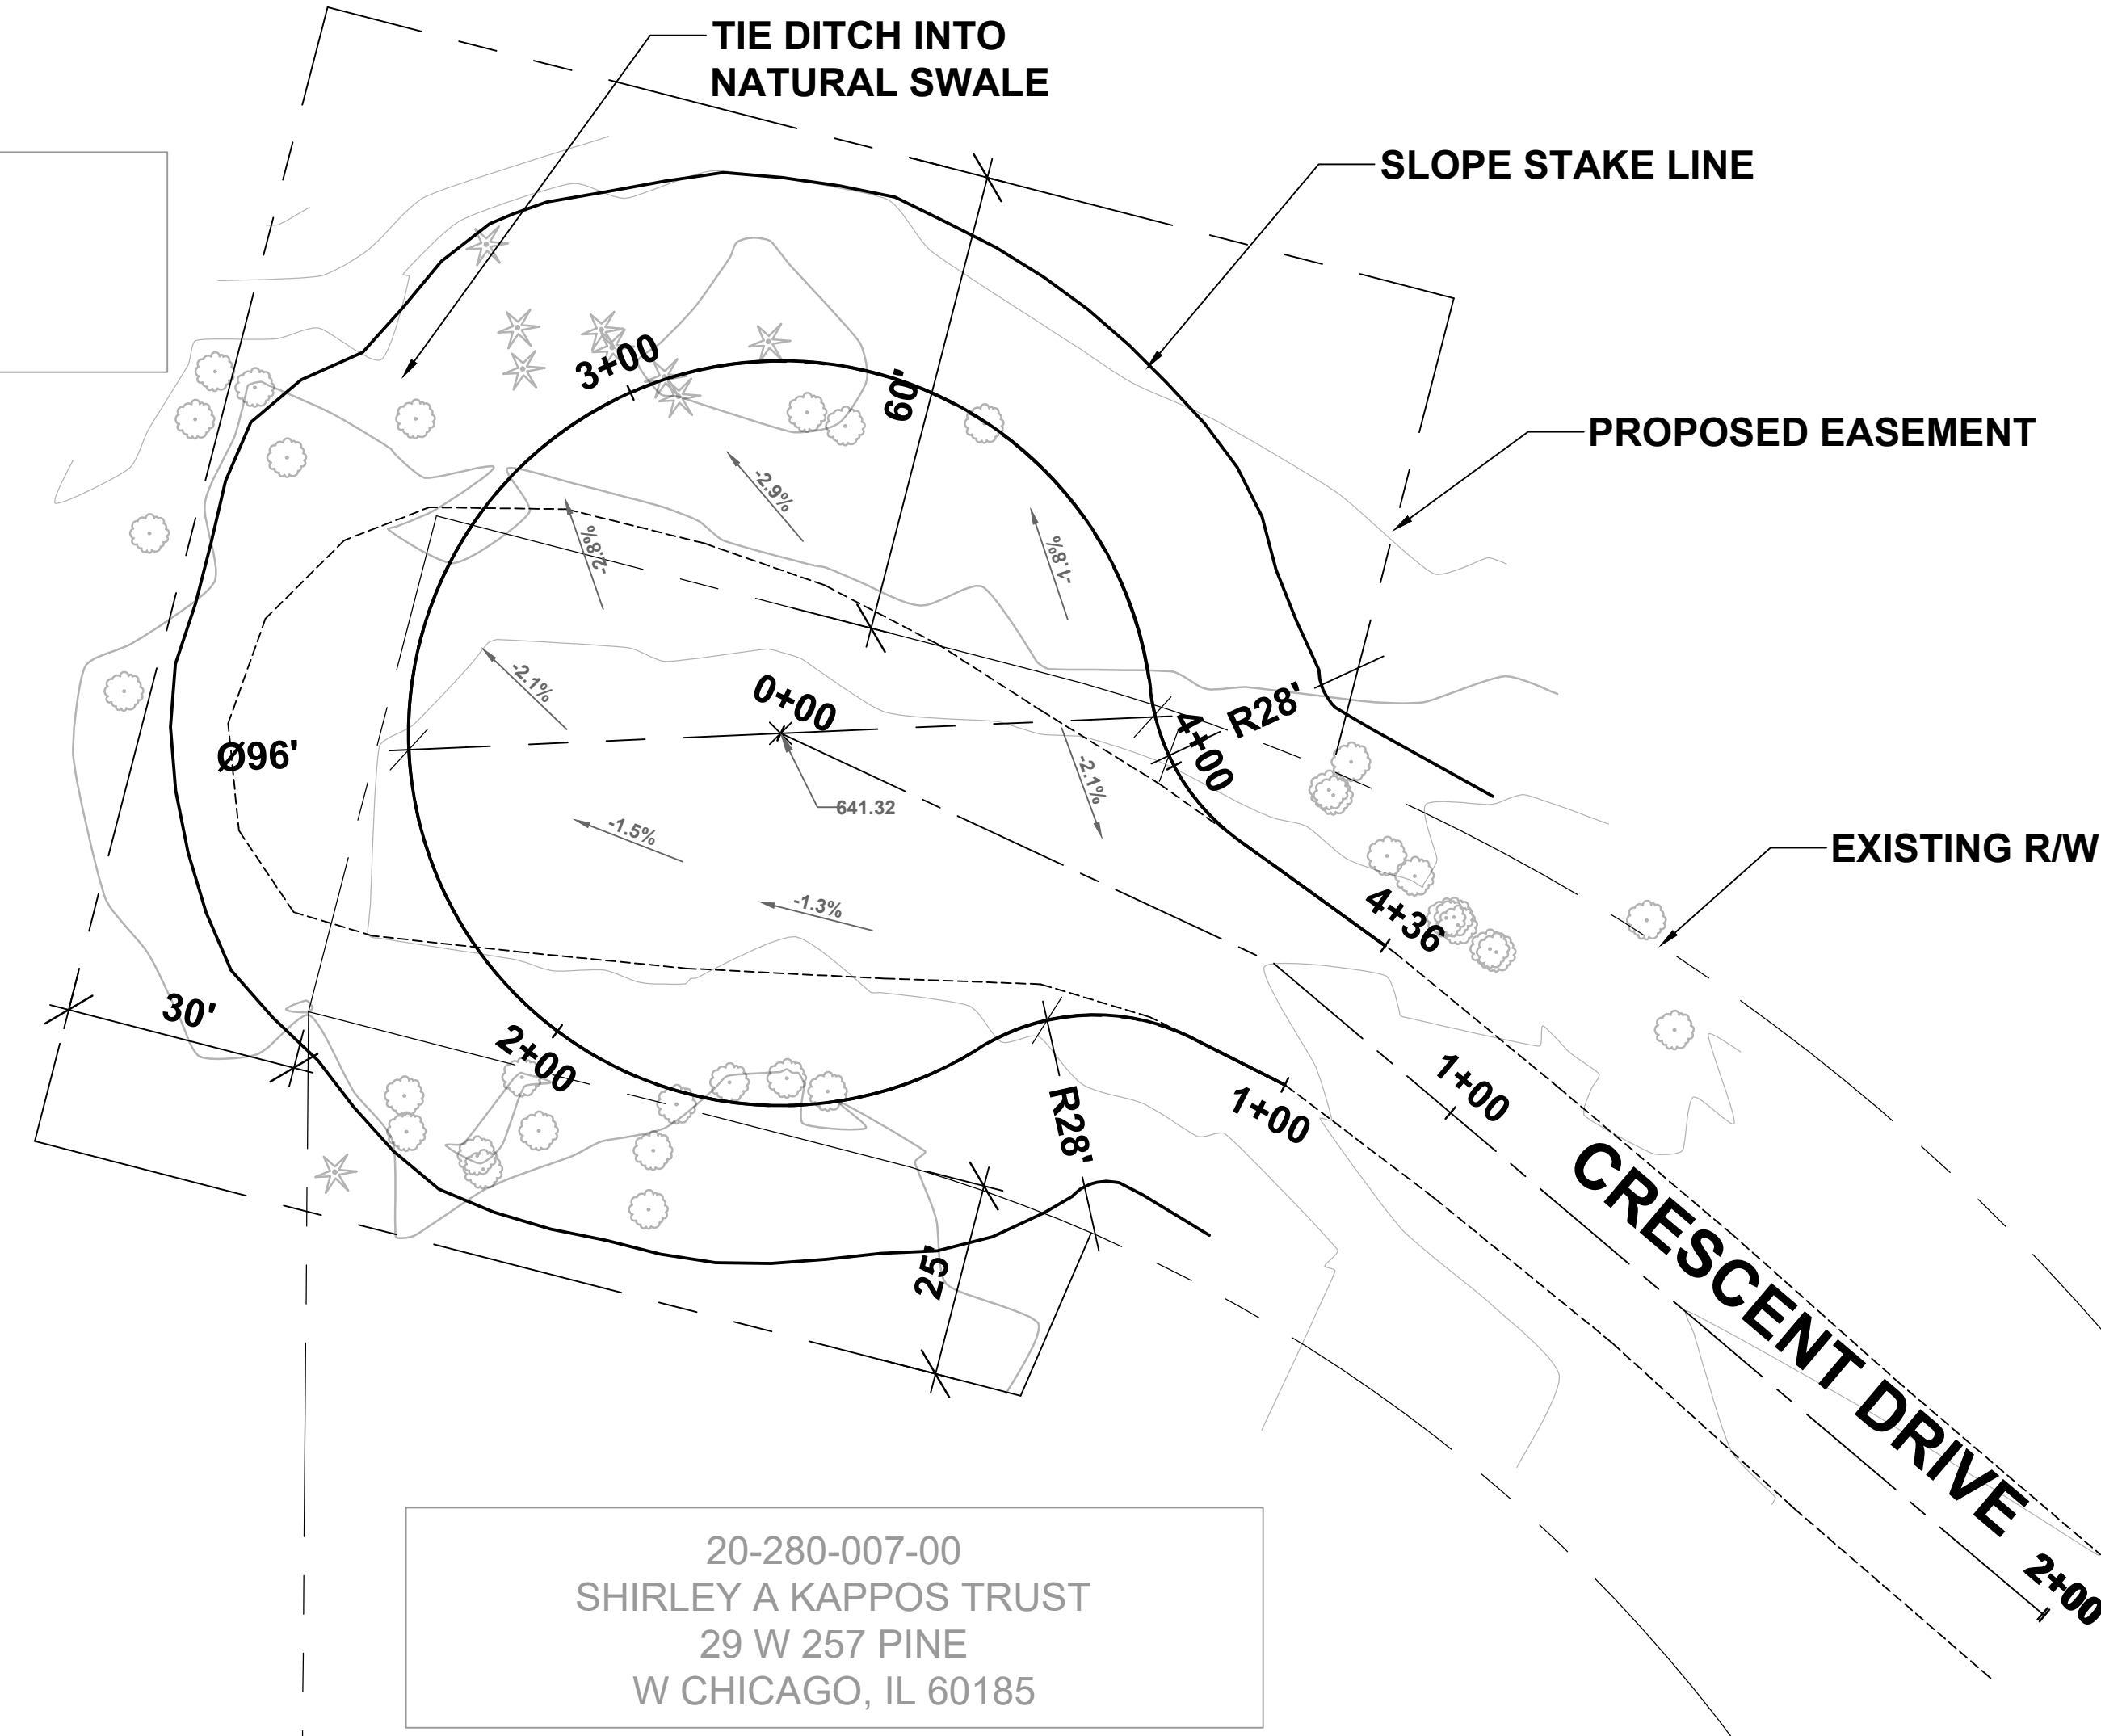 TIE DITCH INTO
NATURAL SWALE
SLOPE STAKE LINE
3+00
60'
PROPOSED EASEMENT
-2.9%
-2.8%
-1.8%
-2.1%
0+00
R28'
4+00
Ø96'
-2.1%
641.32
-1.5%
EXISTING R/W
-1.3%
4+36
30'
2+00
1+00
R28'
1+00
CRESCENT DRIVE
25'
2+00
20-280-007-00
SHIRLEY A KAPPOS TRUST
29 W 257 PINE
W CHICAGO, IL 60185